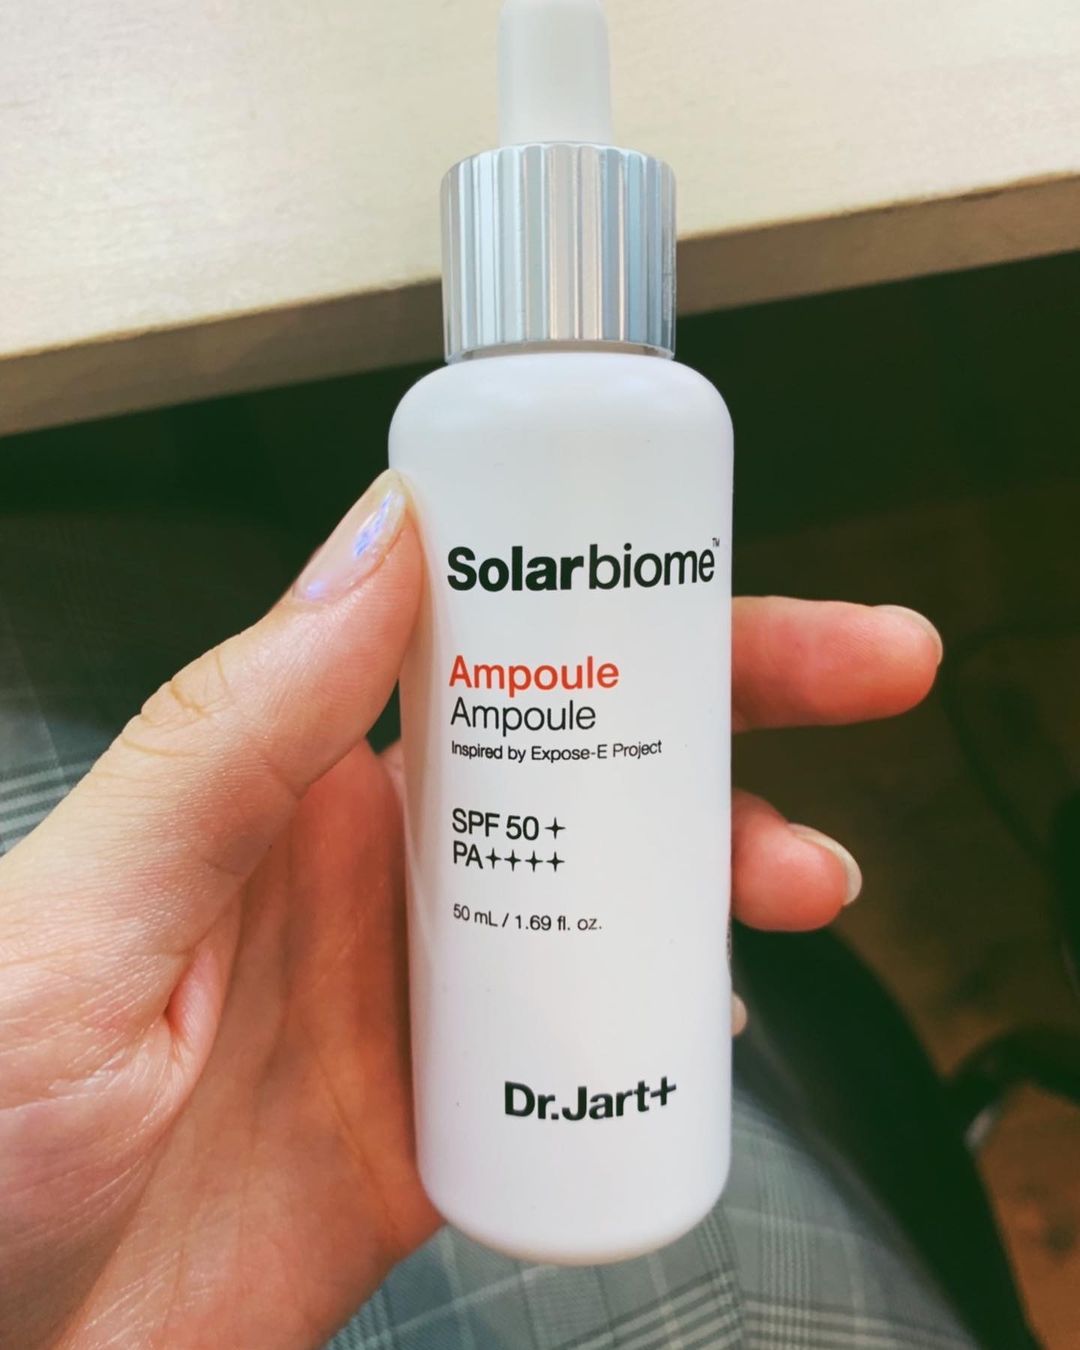 Solarbiome™
Ampoule
Ampoule
Inspired by Expose-E Project
SPF 50+
PA++++
50 mL / 1.69 fl. oz.
Dr.Jart+